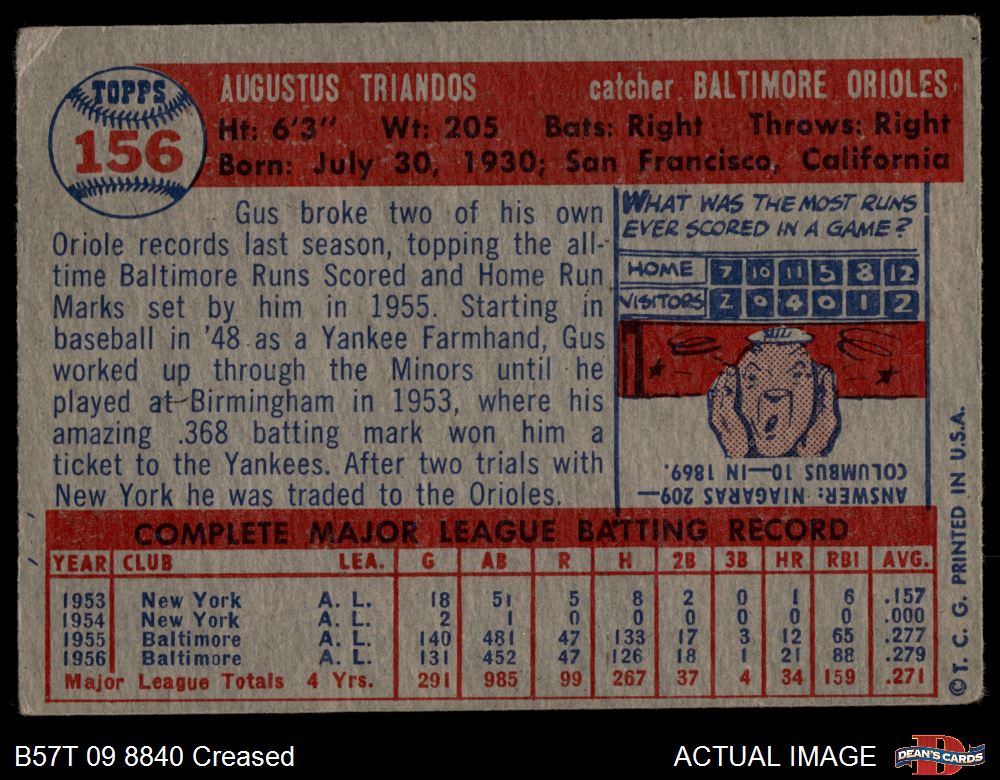 TOPPS
156
AUGUSTUS TRIANDOS catcher BALTIMORE ORIOLES
Ht: 6'3" Wt: 205 Bats: Right Throws: Right
Born: July 30, 1930; San Francisco, California
Gus broke two of his own
Oriole records last season, topping the all-
time Baltimore Runs Scored and Home Run
Marks set by him in 1955. Starting in
baseball in '48 as a Yankee Farmhand, Gus
worked up through the Minors until he
played at Birmingham in 1953, where his
amazing .368 batting mark won him a
ticket to the Yankees. After two trials with
New York he was traded to the Orioles.
WHAT WAS THE MOST RUNS
EVER SCORED IN A GAME?
HOME 7 10 11 5 8 12
VISITORS 2 0 4 0 1 2
ANSWER: NIAGARAS 209—
COLUMBUS 10—IN 1869.
COMPLETE MAJOR LEAGUE BATTING RECORD
YEAR CLUB LEA. G AB R H 2B 3B HR RBI AVG.
1953 New York A. L. 18 51 5 8 2 0 1 6 .157
1954 New York A. L. 2 1 0 0 0 0 0 0 .000
1955 Baltimore A. L. 140 481 47 133 17 3 12 65 .277
1956 Baltimore A. L. 131 452 47 126 18 1 21 88 .279
Major League Totals 4 Yrs. 291 985 99 267 37 4 34 159 .271
© T. C. G. PRINTED IN U.S.A.
B57T 09 8840 Creased
ACTUAL IMAGE
DEAN'S CARDS